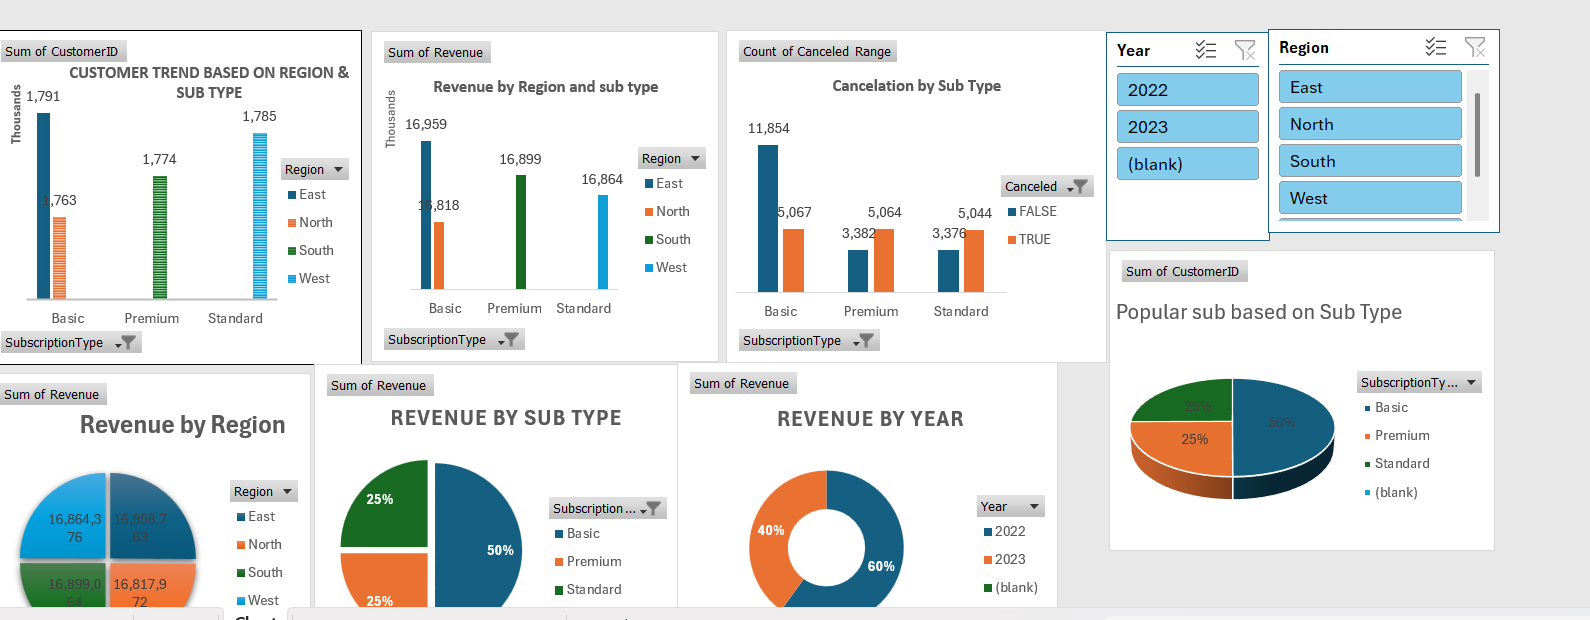 Sum of CustomerID
CUSTOMER TREND BASED ON REGION &
SUB TYPE
Thousands
1,791
1,763
1,774
1,785
Region
East
North
South
West
Basic
Premium
Standard
SubscriptionType
Sum of Revenue
Revenue by Region and sub type
Thousands
16,959
16,818
16,899
16,864
Region
East
North
South
West
Basic
Premium
Standard
SubscriptionType
Count of Canceled Range
Cancelation by Sub Type
11,854
5,067
3,382
5,064
3,376
5,044
Canceled
FALSE
TRUE
Basic
Premium
Standard
SubscriptionType
Year
2022
2023
(blank)
Region
East
North
South
West
Sum of CustomerID
Popular sub based on Sub Type
25%
50%
25%
SubscriptionTy...
Basic
Premium
Standard
(blank)
Sum of Revenue
Revenue by Region
16,864,3
76
16,958,7
63
16,899,0
64
16,817,9
72
Region
East
North
South
West
Sum of Revenue
REVENUE BY SUB TYPE
25%
50%
25%
Subscription...
Basic
Premium
Standard
Sum of Revenue
REVENUE BY YEAR
40%
60%
Year
2022
2023
(blank)